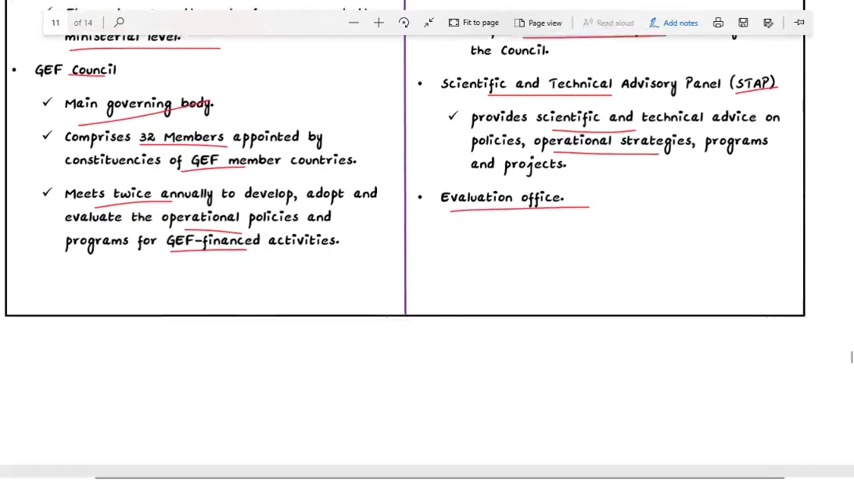 11 of 14
Fit to page
Page view
Read aloud
Add notes
ministerial level.
• GEF Council
✓ Main governing body.
✓ Comprises 32 Members appointed by
constituencies of GEF member countries.
✓ Meets twice annually to develop, adopt and
evaluate the operational policies and
programs for GEF-financed activities.
the Council.
• Scientific and Technical Advisory Panel (STAP)
✓ provides scientific and technical advice on
policies, operational strategies, programs
and projects.
• Evaluation office.